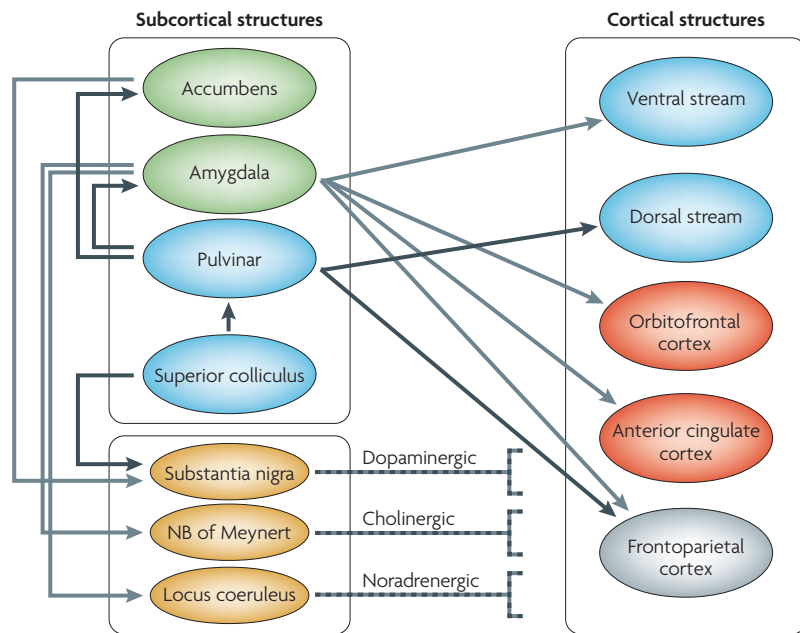 Subcortical structures
Cortical structures
Accumbens
Amygdala
Pulvinar
Superior colliculus
Substantia nigra
NB of Meynert
Locus coeruleus
Dopaminergic
Cholinergic
Noradrenergic
Ventral stream
Dorsal stream
Orbitofrontal
cortex
Anterior cingulate
cortex
Frontoparietal
cortex